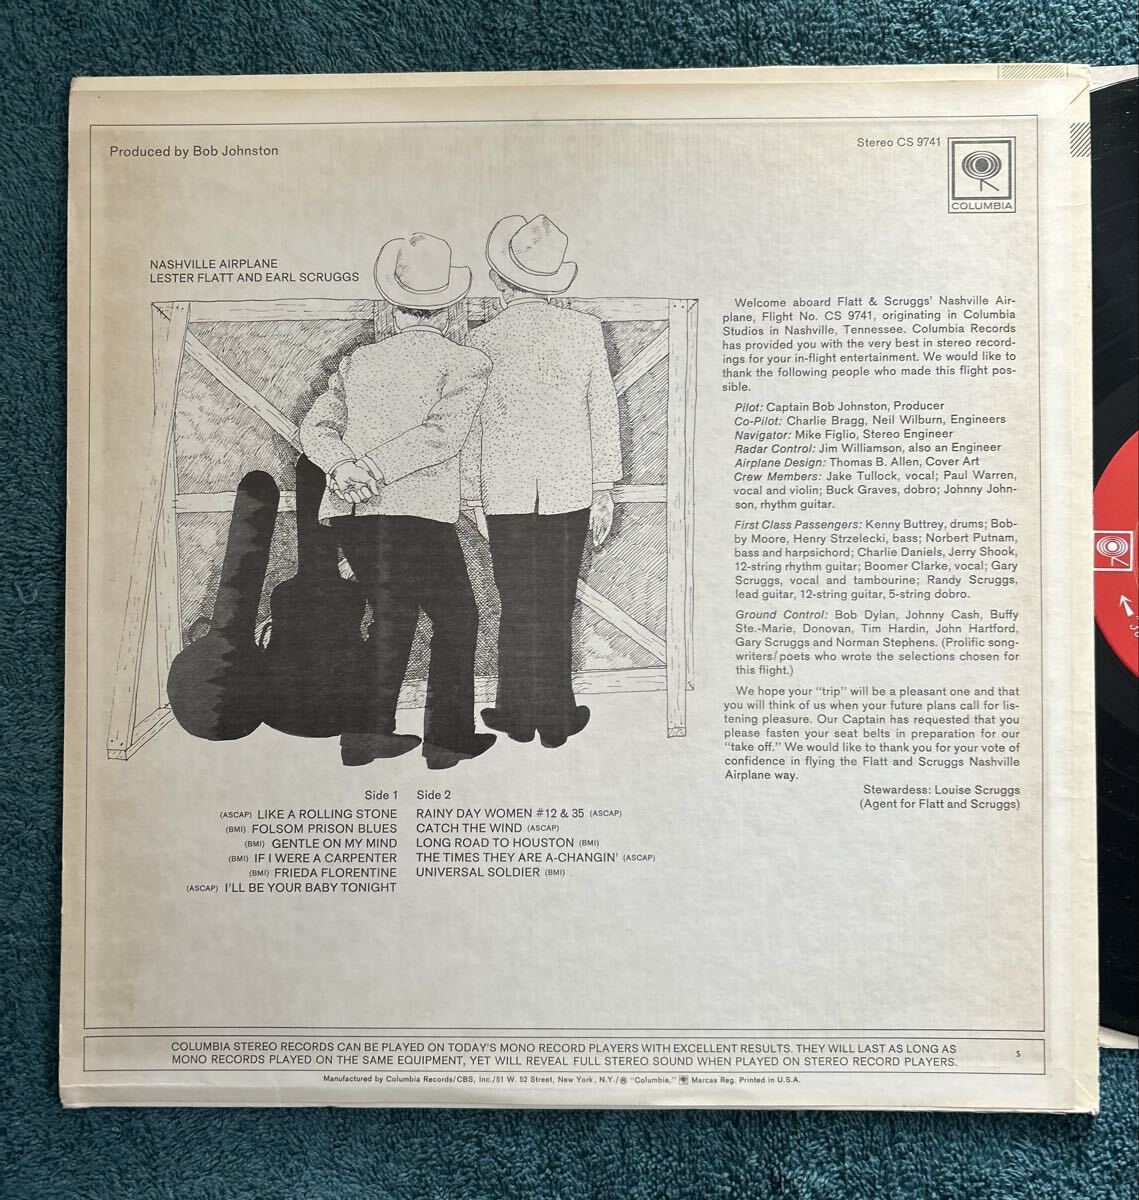 Produced by Bob Johnston
Stereo CS 9741
COLUMBIA
NASHVILLE AIRPLANE
LESTER FLATT AND EARL SCRUGGS
Welcome aboard Flatt & Scruggs' Nashville Air-
plane, Flight No. CS 9741, originating in Columbia
Studios in Nashville, Tennessee. Columbia Records
has provided you with the very best in stereo record-
ings for your in-flight entertainment. We would like to
thank the following people who made this flight pos-
sible.
Pilot: Captain Bob Johnston, Producer
Co-Pilot: Charlie Bragg, Neil Wilburn, Engineers
Navigator: Mike Figlio, Stereo Engineer
Radar Control: Jim Williamson, also an Engineer
Airplane Design: Thomas B. Allen, Cover Art
Crew Members: Jake Tullock, vocal; Paul Warren,
vocal and violin; Buck Graves, dobro; Johnny John-
son, rhythm guitar.
First Class Passengers: Kenny Buttrey, drums; Bob-
by Moore, Henry Strzelecki, bass; Norbert Putnam,
bass and harpsichord; Charlie Daniels, Jerry Shook,
12-string rhythm guitar; Boomer Clarke, vocal; Gary
Scruggs, vocal and tambourine; Randy Scruggs,
lead guitar, 12-string guitar, 5-string dobro.
Ground Control: Bob Dylan, Johnny Cash, Buffy
Ste.-Marie, Donovan, Tim Hardin, John Hartford,
Gary Scruggs and Norman Stephens. (Prolific song-
writers/poets who wrote the selections chosen for
this flight.)
We hope your "trip" will be a pleasant one and that
you will think of us when your future plans call for lis-
tening pleasure. Our Captain has requested that you
please fasten your seat belts in preparation for our
"take off." We would like to thank you for your vote of
confidence in flying the Flatt and Scruggs Nashville
Airplane way.
Stewardess: Louise Scruggs
(Agent for Flatt and Scruggs)
Side 1
(ASCAP) LIKE A ROLLING STONE
(BMI) FOLSOM PRISON BLUES
(BMI) GENTLE ON MY MIND
(BMI) IF I WERE A CARPENTER
(BMI) FRIEDA FLORENTINE
(ASCAP) I'LL BE YOUR BABY TONIGHT
Side 2
RAINY DAY WOMEN #12 & 35 (ASCAP)
CATCH THE WIND (ASCAP)
LONG ROAD TO HOUSTON (BMI)
THE TIMES THEY ARE A-CHANGIN' (ASCAP)
UNIVERSAL SOLDIER (BMI)
COLUMBIA STEREO RECORDS CAN BE PLAYED ON TODAY'S MONO RECORD PLAYERS WITH EXCELLENT RESULTS. THEY WILL LAST AS LONG AS
MONO RECORDS PLAYED ON THE SAME EQUIPMENT, YET WILL REVEAL FULL STEREO SOUND WHEN PLAYED ON STEREO RECORD PLAYERS.
S
Manufactured by Columbia Records/CBS, Inc./51 W. 52 Street, New York, N.Y./® "Columbia," Marcas Reg. Printed in U.S.A.